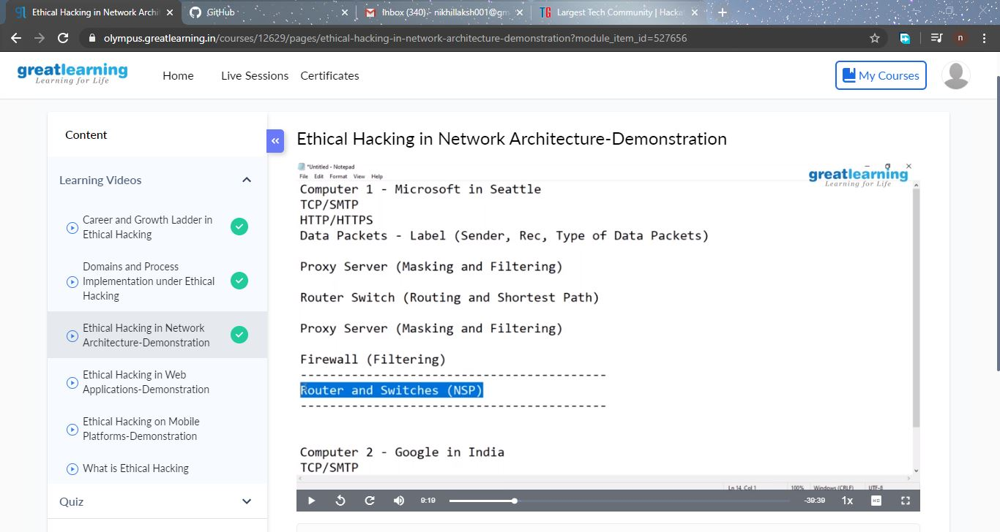 Ethical Hacking in Network Archit
GitHub
Inbox (340) - nikhillaksh001@gm
TG Largest Tech Community | Hacka
olympus.greatlearning.in/courses/12629/pages/ethical-hacking-in-network-architecture-demonstration?module_item_id=527656
n
greatlearning
Learning for Life
Home
Live Sessions
Certificates
My Courses
Content
Learning Videos
Career and Growth Ladder in
Ethical Hacking
Domains and Process
Implementation under Ethical
Hacking
Ethical Hacking in Network
Architecture-Demonstration
Ethical Hacking in Web
Applications-Demonstration
Ethical Hacking on Mobile
Platforms-Demonstration
What is Ethical Hacking
Quiz
Ethical Hacking in Network Architecture-Demonstration
*Untitled - Notepad
File Edit Format View Help
greatlearning
Learning for Life
Computer 1 - Microsoft in Seattle
TCP/SMTP
HTTP/HTTPS
Data Packets - Label (Sender, Rec, Type of Data Packets)
Proxy Server (Masking and Filtering)
Router Switch (Routing and Shortest Path)
Proxy Server (Masking and Filtering)
Firewall (Filtering)
-----------------------------------------
Router and Switches (NSP)
-----------------------------------------
Computer 2 - Google in India
TCP/SMTP
Ln 14, Col 1 100% Windows (CRLF) UTF-8
9:19
-39:39
1x
HD